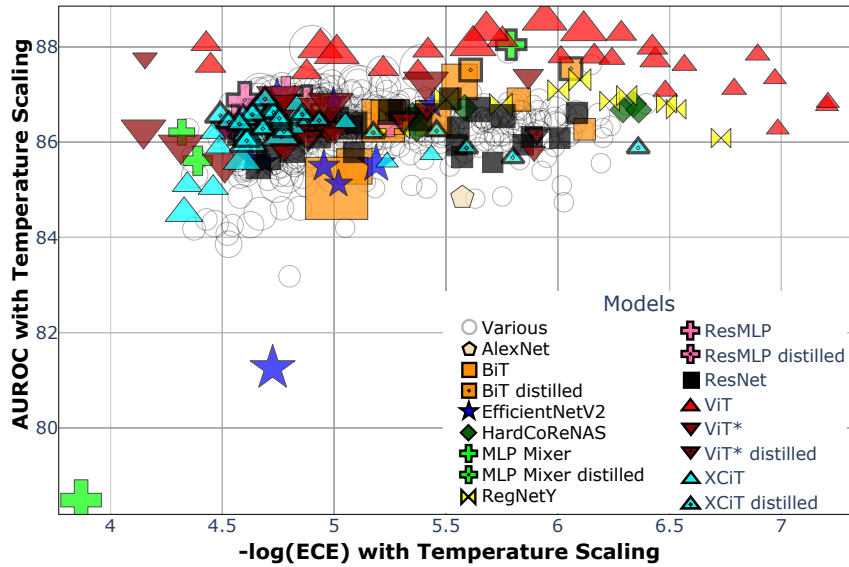 AUROC with Temperature Scaling
88
86
84
82
80
4
4.5
5
5.5
6
6.5
7
-log(ECE) with Temperature Scaling
Models
Various
AlexNet
BiT
BiT distilled
EfficientNetV2
HardCoReNAS
MLP Mixer
MLP Mixer distilled
RegNetY
ResMLP
ResMLP distilled
ResNet
ViT
ViT*
ViT* distilled
XCiT
XCiT distilled